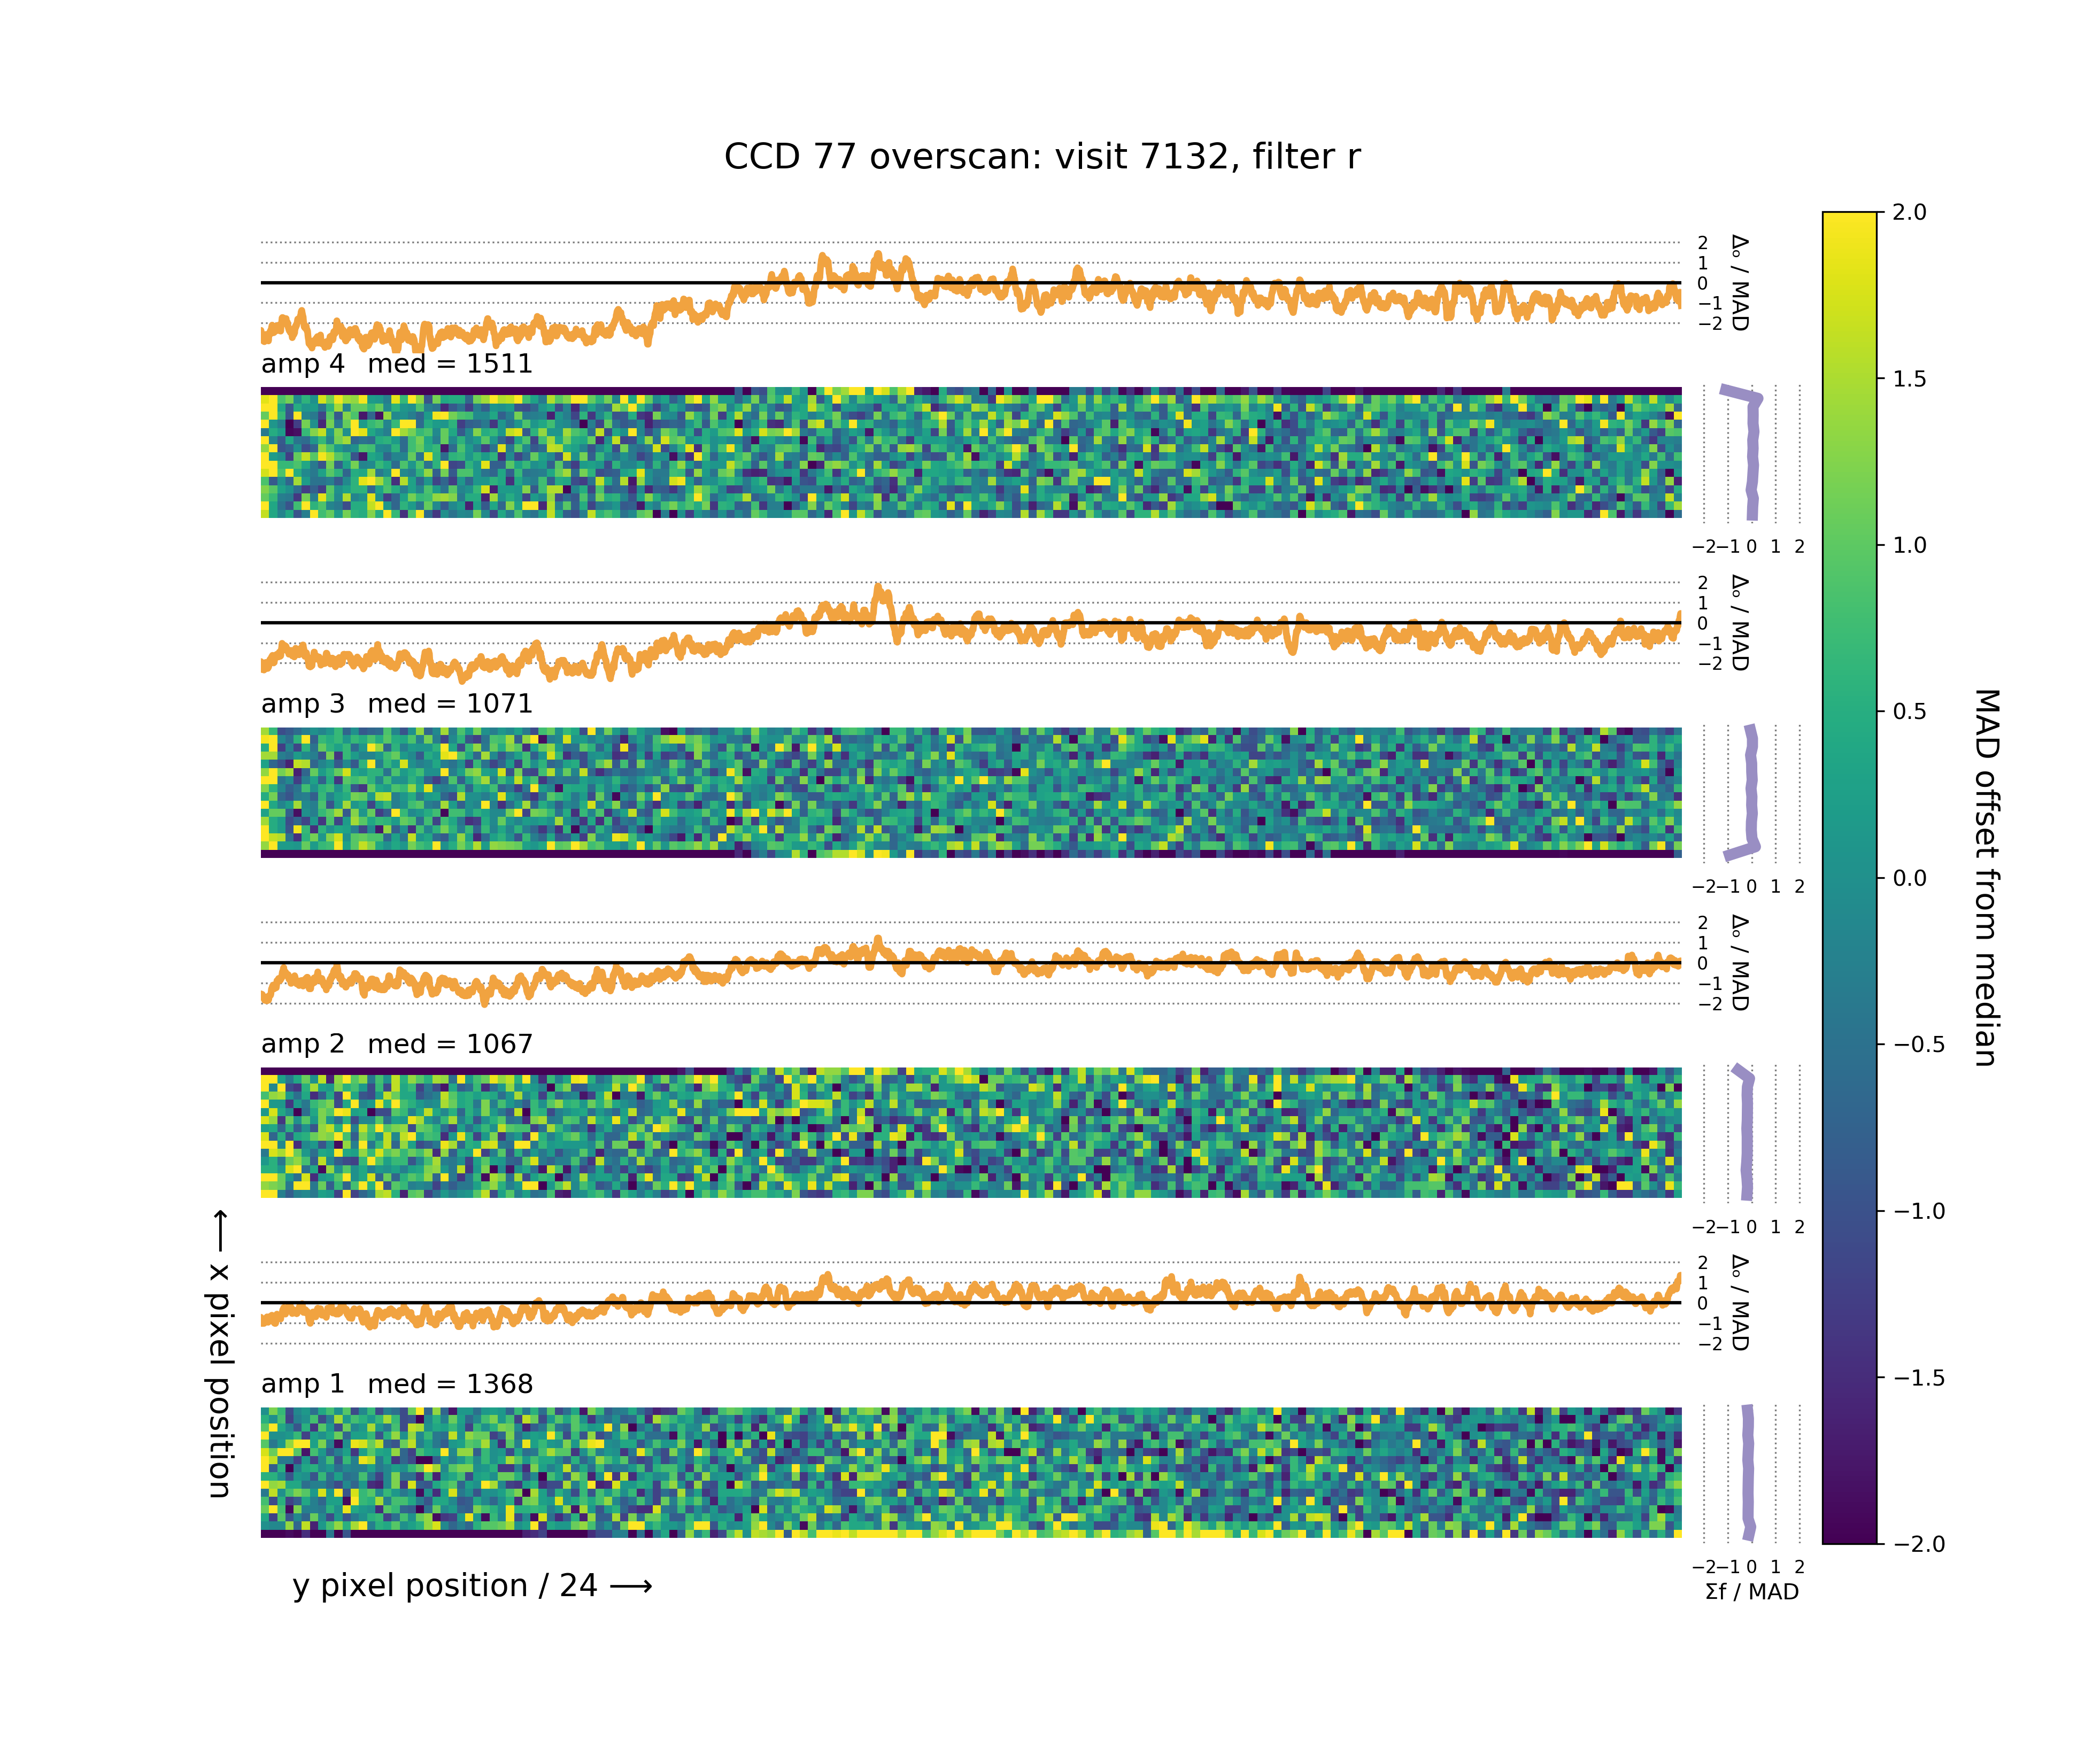 CCD 77 overscan: visit 7132, filter r
2
1
0
−1
−2
Δₒ / MAD
amp 4 med = 1511
−2 −1 0 1 2
2
1
0
−1
−2
Δₒ / MAD
amp 3 med = 1071
−2 −1 0 1 2
2
1
0
−1
−2
Δₒ / MAD
amp 2 med = 1067
−2 −1 0 1 2
2
1
0
−1
−2
Δₒ / MAD
amp 1 med = 1368
−2 −1 0 1 2
Σf / MAD
y pixel position / 24 ⟶
⟵ x pixel position
2.0
1.5
1.0
0.5
0.0
−0.5
−1.0
−1.5
−2.0
MAD offset from median